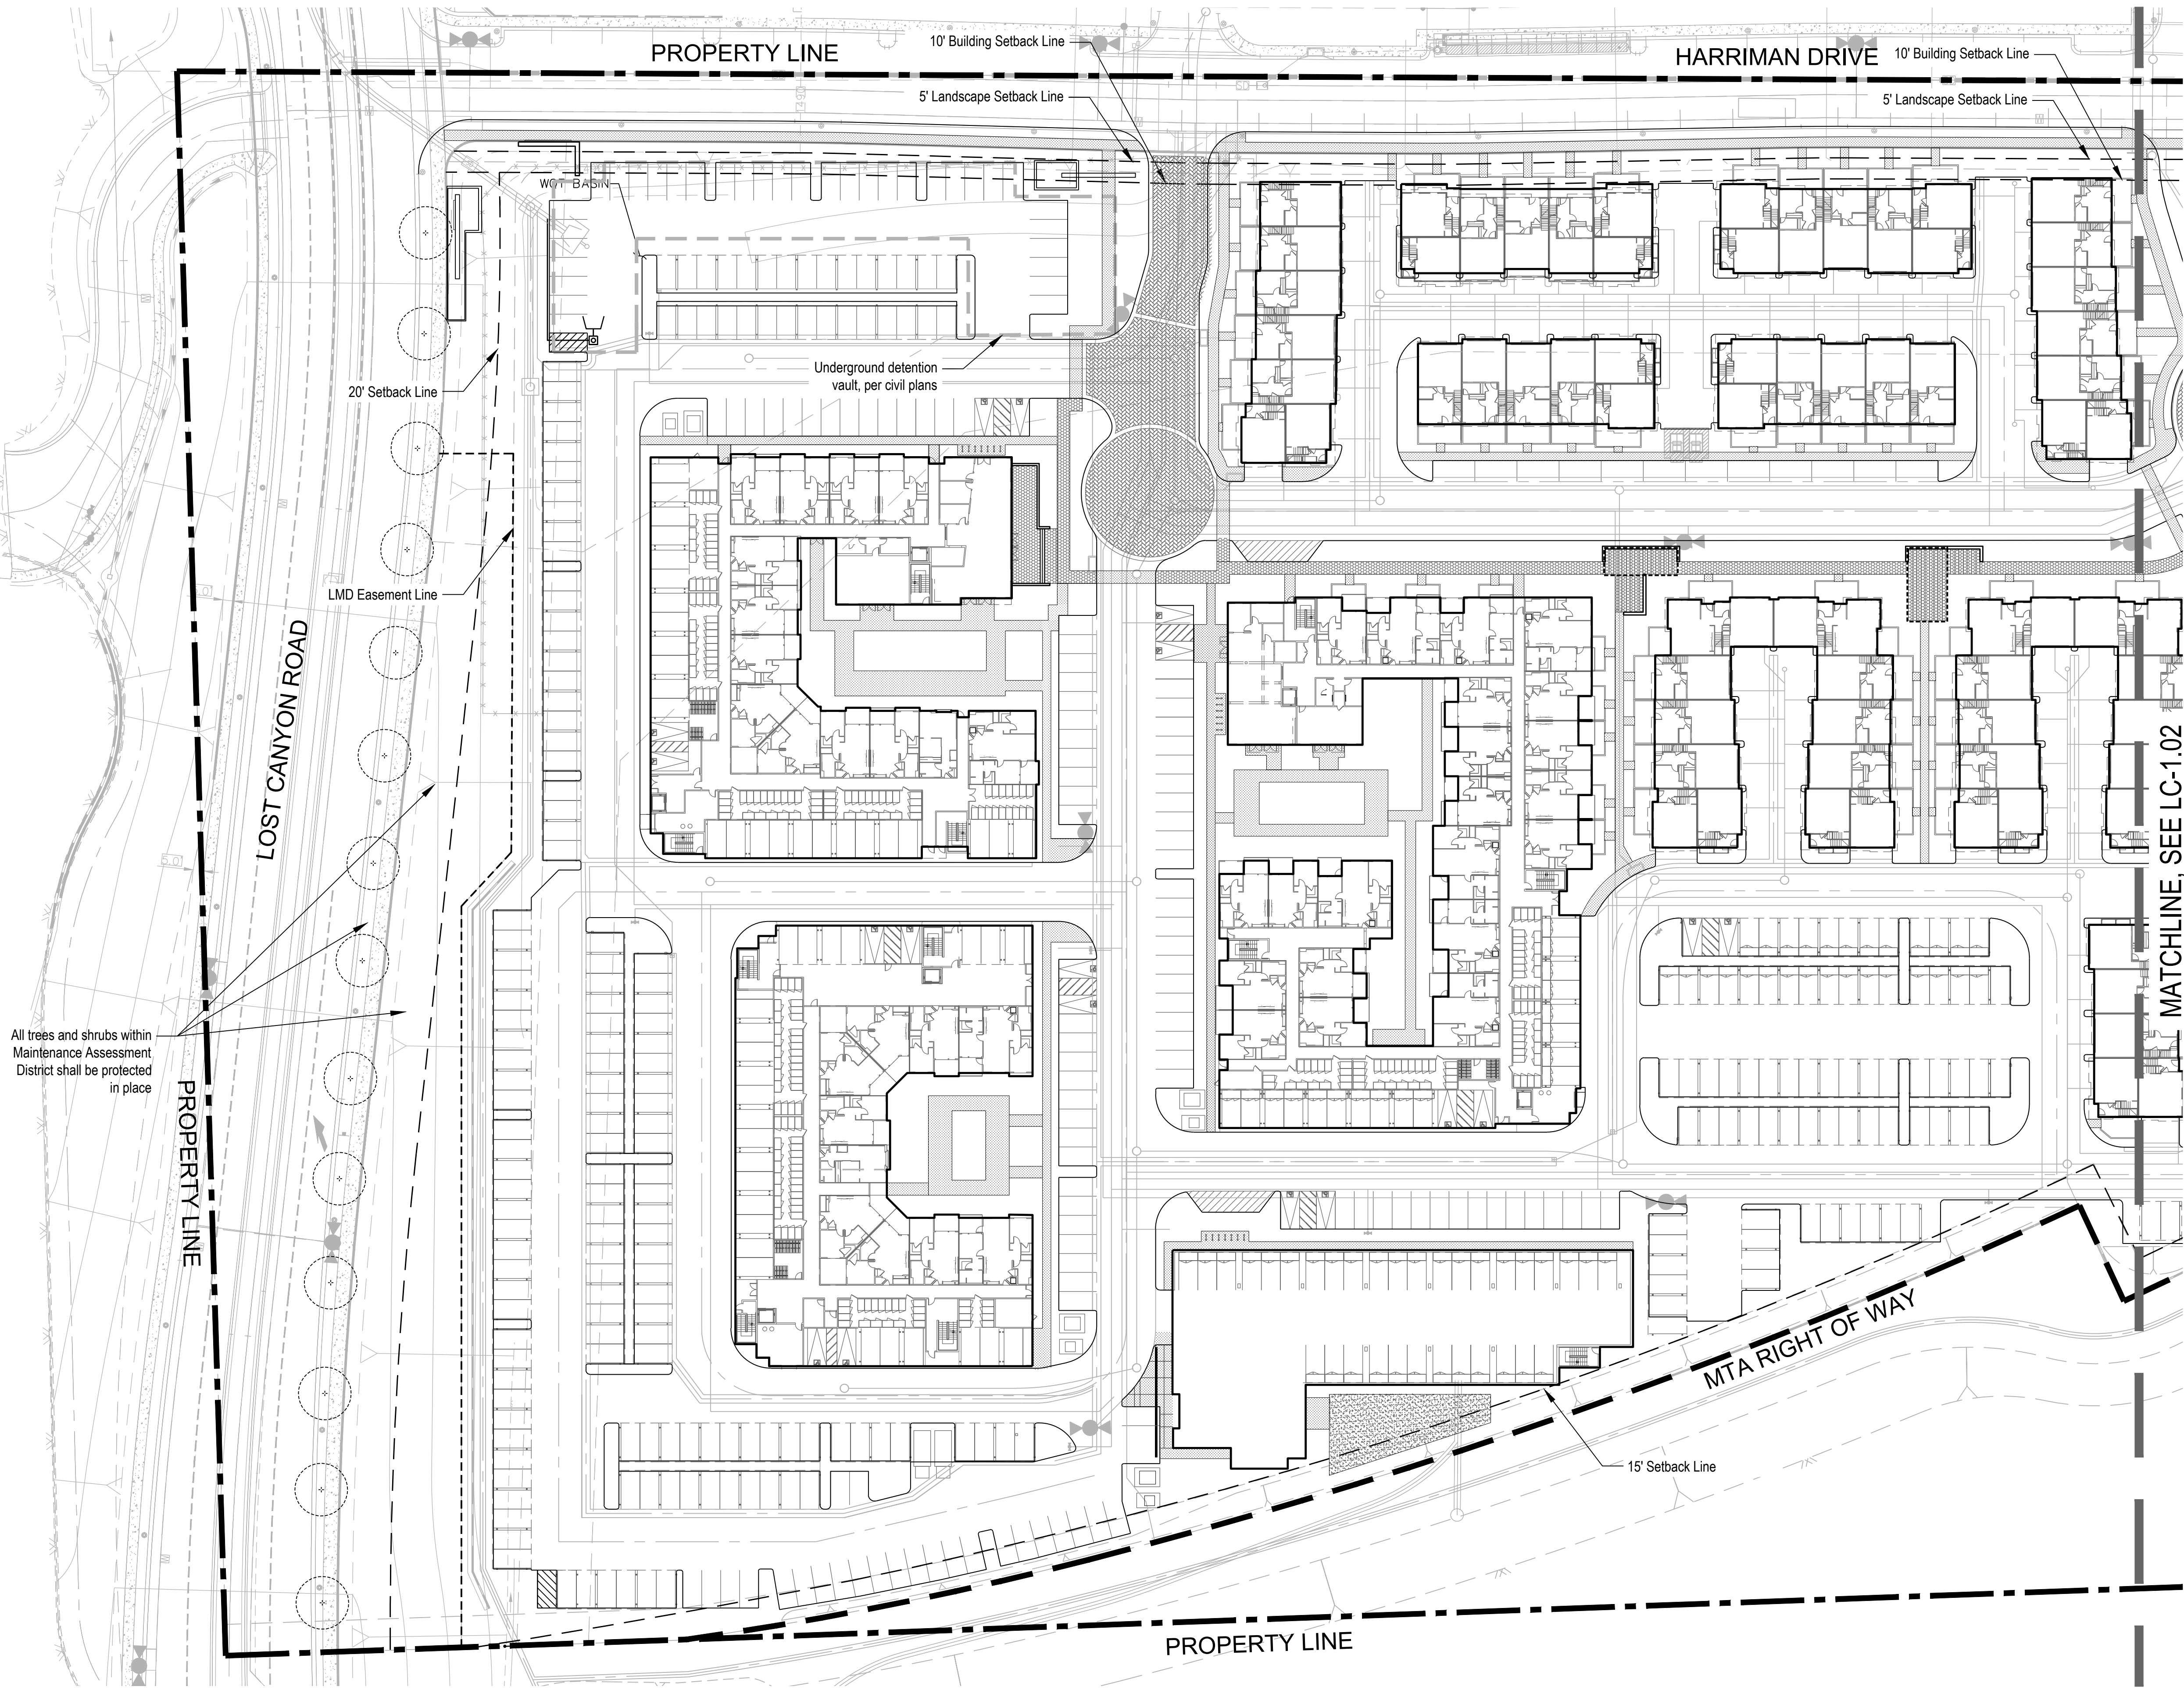 PROPERTY LINE
10' Building Setback Line
HARRIMAN DRIVE
10' Building Setback Line
5' Landscape Setback Line
5' Landscape Setback Line
WQT BASIN
Underground detention
vault, per civil plans
20' Setback Line
LMD Easement Line
LOST CANYON ROAD
MATCHLINE, SEE LC-1.02
All trees and shrubs within
Maintenance Assessment
District shall be protected
in place
PROPERTY LINE
MTA RIGHT OF WAY
15' Setback Line
PROPERTY LINE